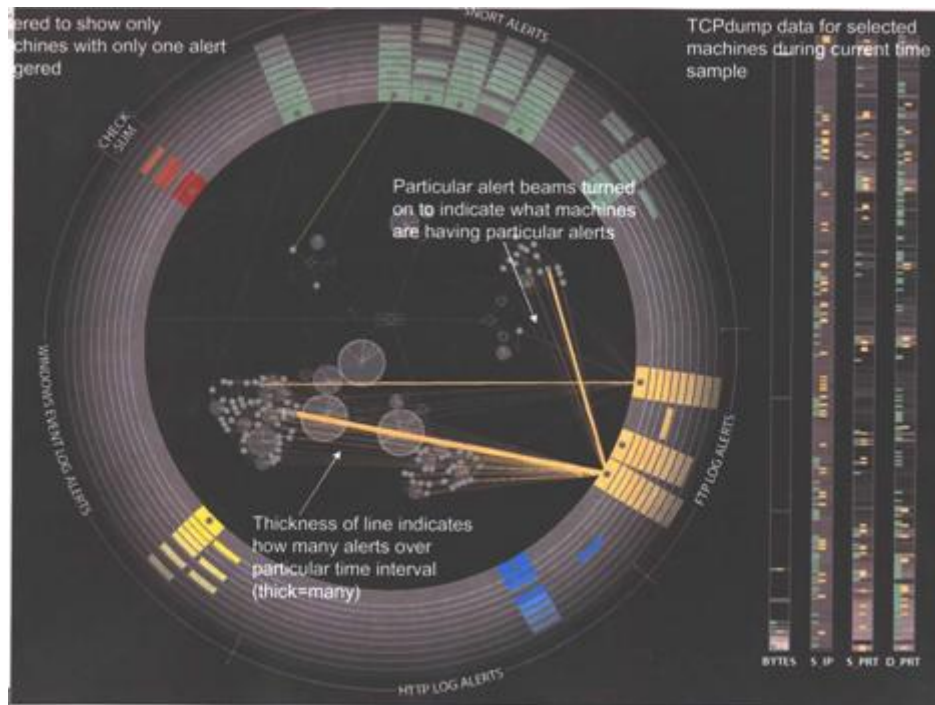 ered to show only
chines with only one alert
gered
SNORT ALERTS
TCPdump data for selected
machines during current time
sample
CHECK
SUM
Particular alert beams turned
on to indicate what machines
are having particular alerts
WINDOWS EVENT LOG ALERTS
FTP LOG ALERTS
Thickness of line indicates
how many alerts over
particular time interval
(thick=many)
HTTP LOG ALERTS
BYTES S_IP S_PRT D_PRT